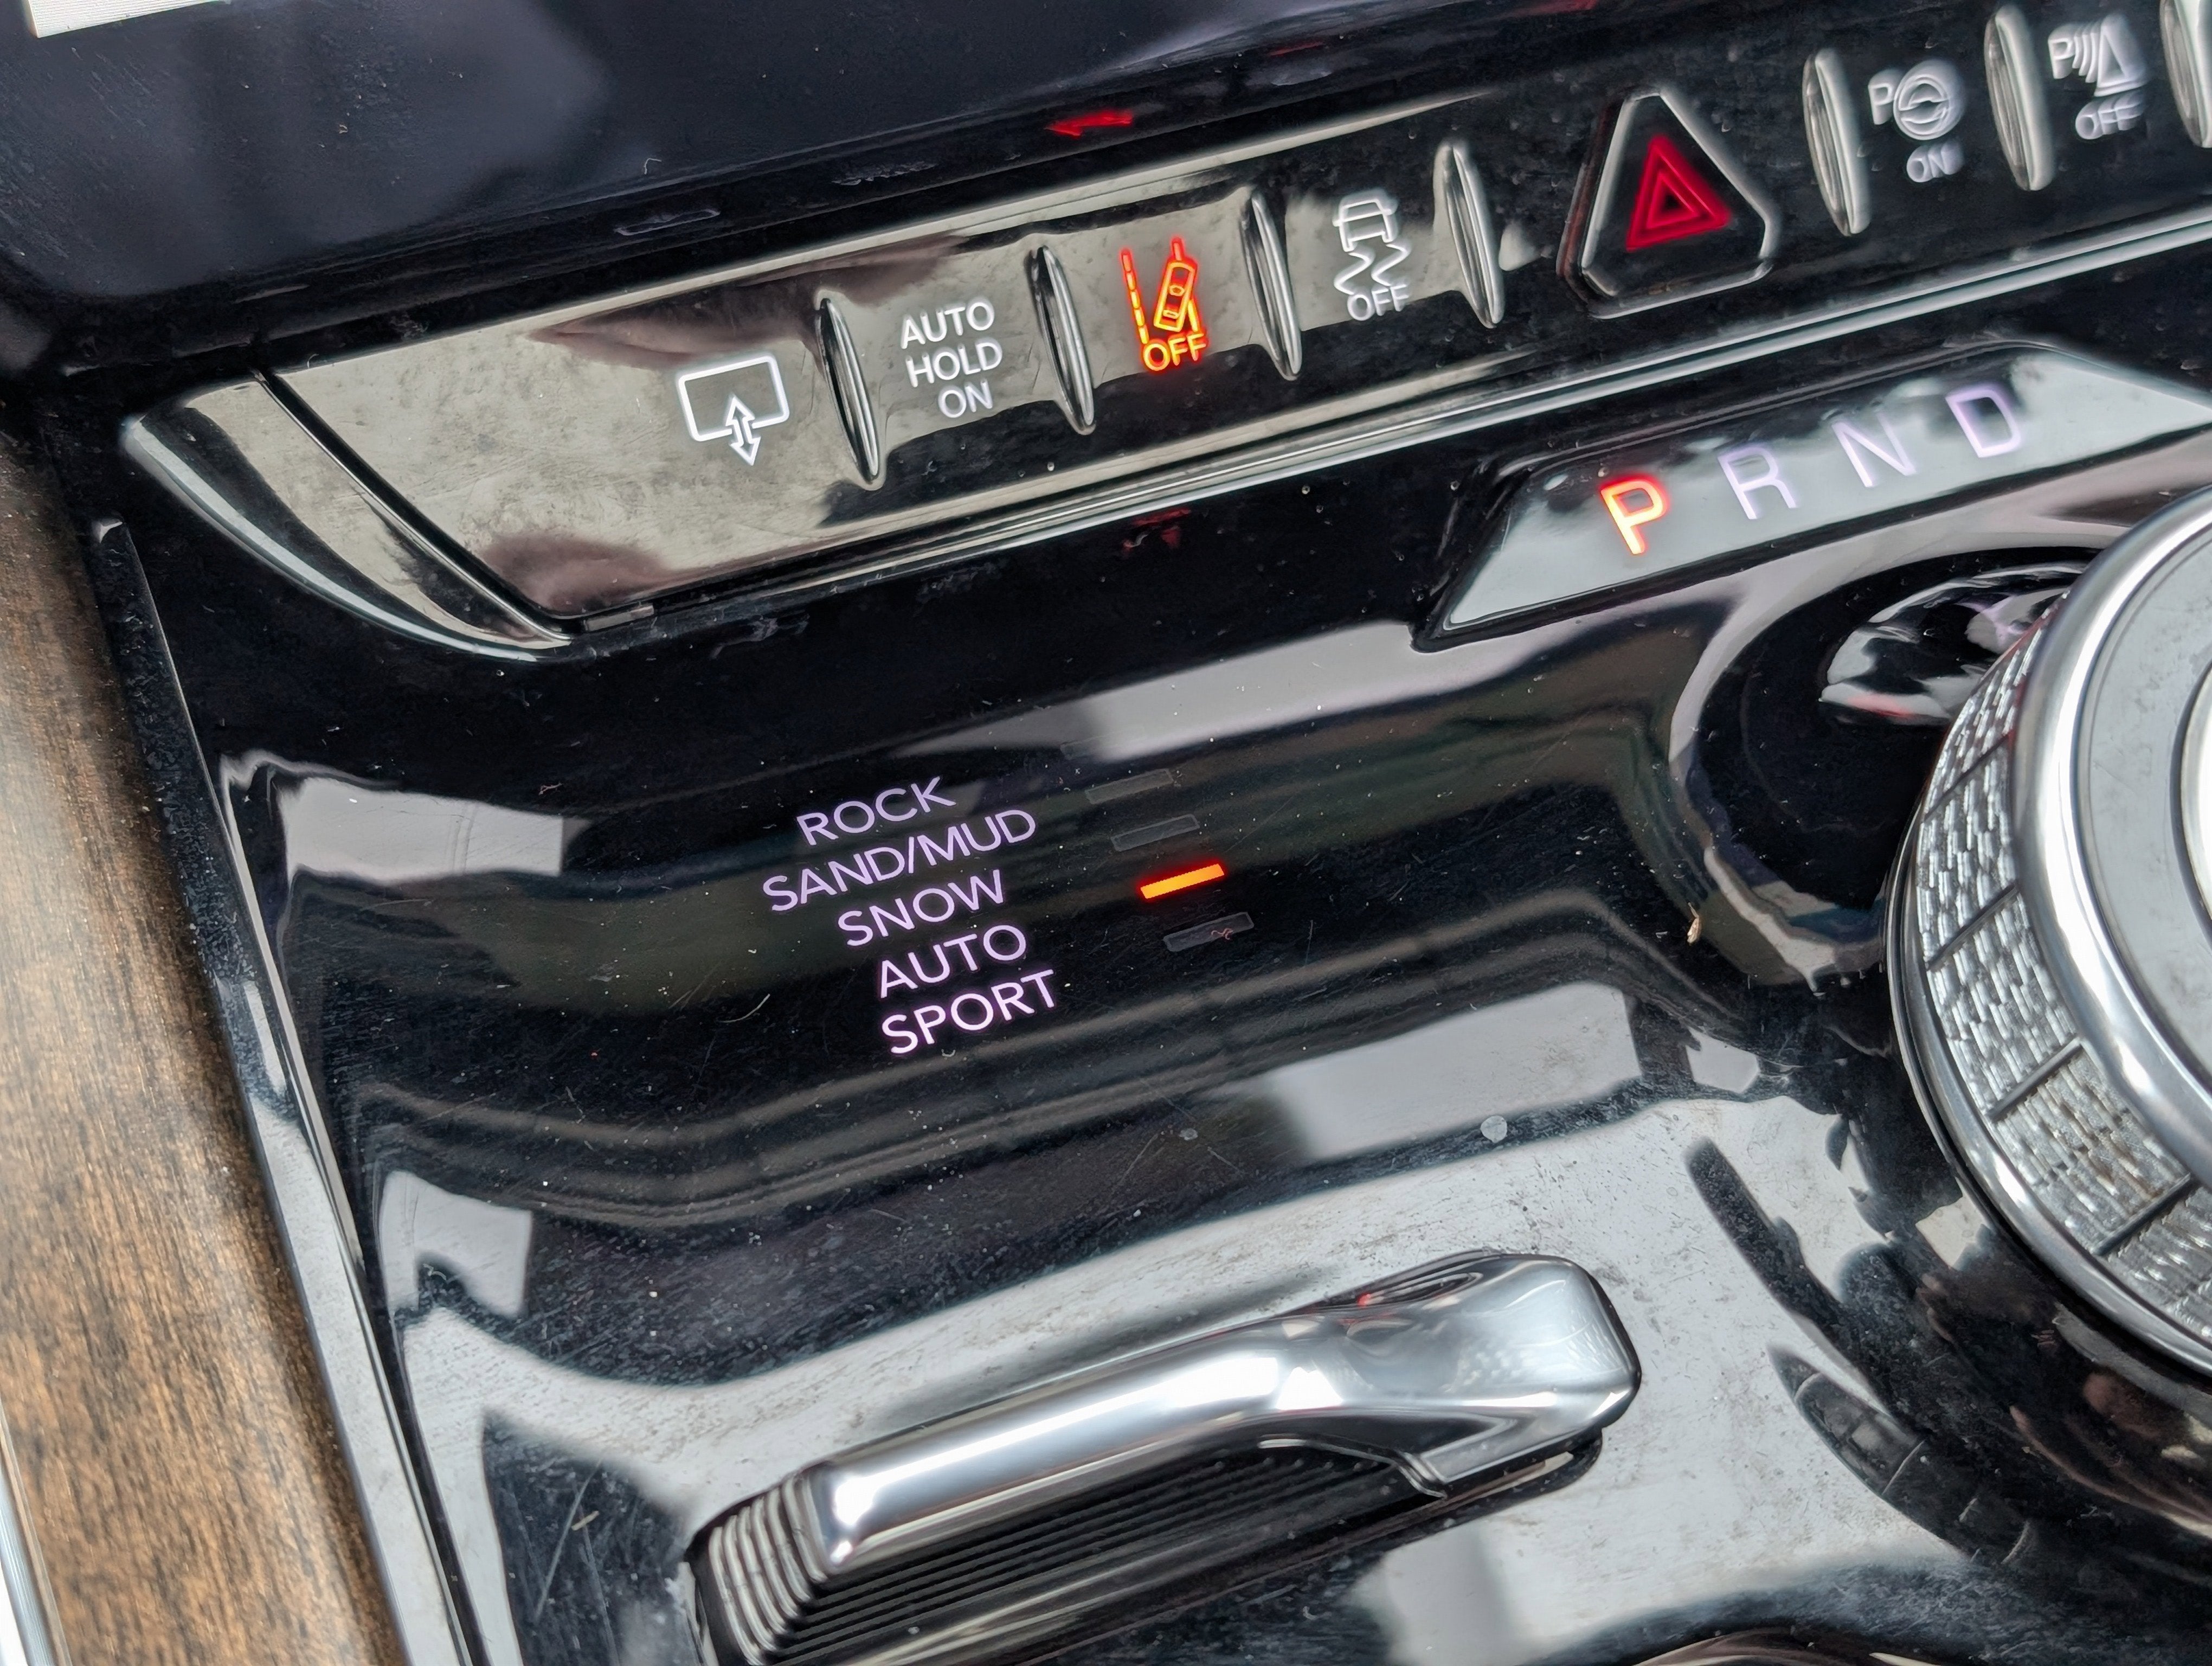 AUTO
HOLD
ON
OFF
OFF
P
ON
P
OFF
P R N D
ROCK
SAND/MUD
SNOW
AUTO
SPORT